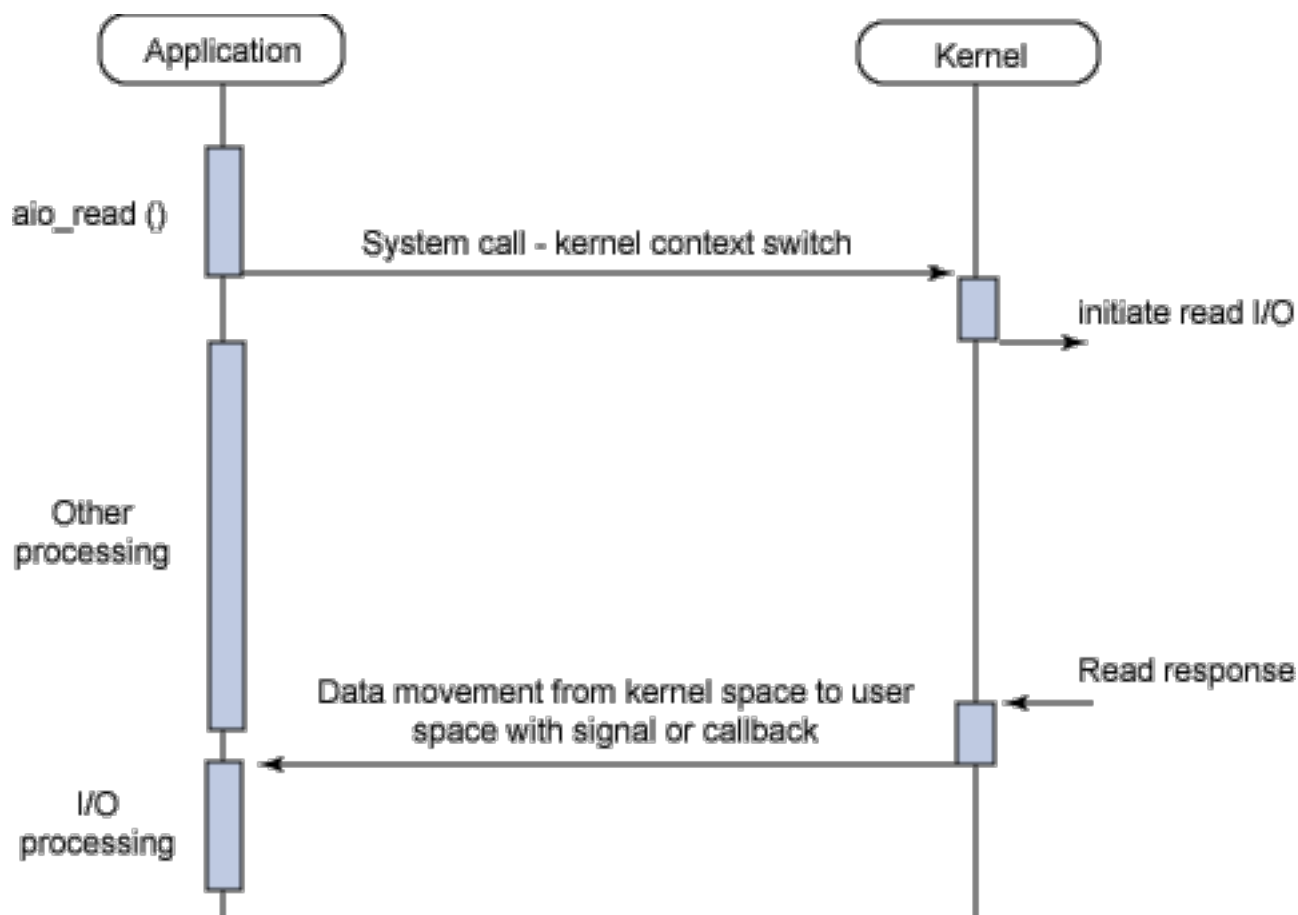 Application
Kernel
aio_read ()
System call - kernel context switch
initiate read I/O
Other
processing
Read response
Data movement from kernel space to user
space with signal or callback
I/O
processing